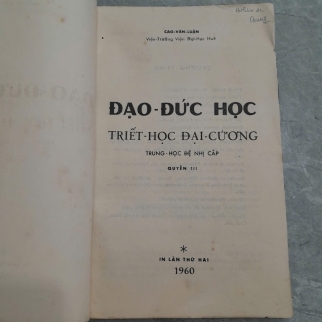 CAO-VĂN-LUẬN
Viện-Trưởng Viện Đại-Học Huế
ĐẠO-ĐỨC HỌC
TRIẾT-HỌC ĐẠI-CƯƠNG
TRUNG-HỌC ĐỆ NHỊ CẤP
QUYỂN III
*
IN LẦN THỨ HAI
1960